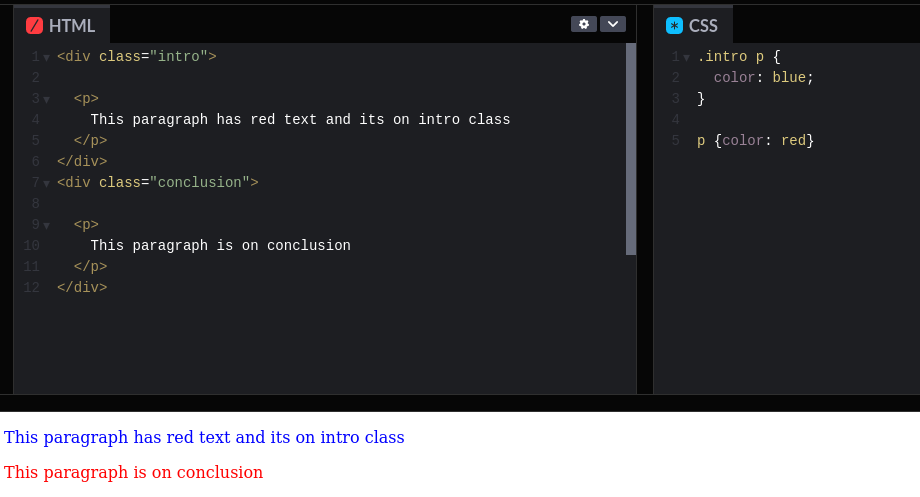 HTML
1 <div class="intro">
2
3 <p>
4 This paragraph has red text and its on intro class
5 </p>
6 </div>
7 <div class="conclusion">
8
9 <p>
10 This paragraph is on conclusion
11 </p>
12 </div>
CSS
1 .intro p {
2 color: blue;
3 }
4
5 p {color: red}
This paragraph has red text and its on intro class
This paragraph is on conclusion